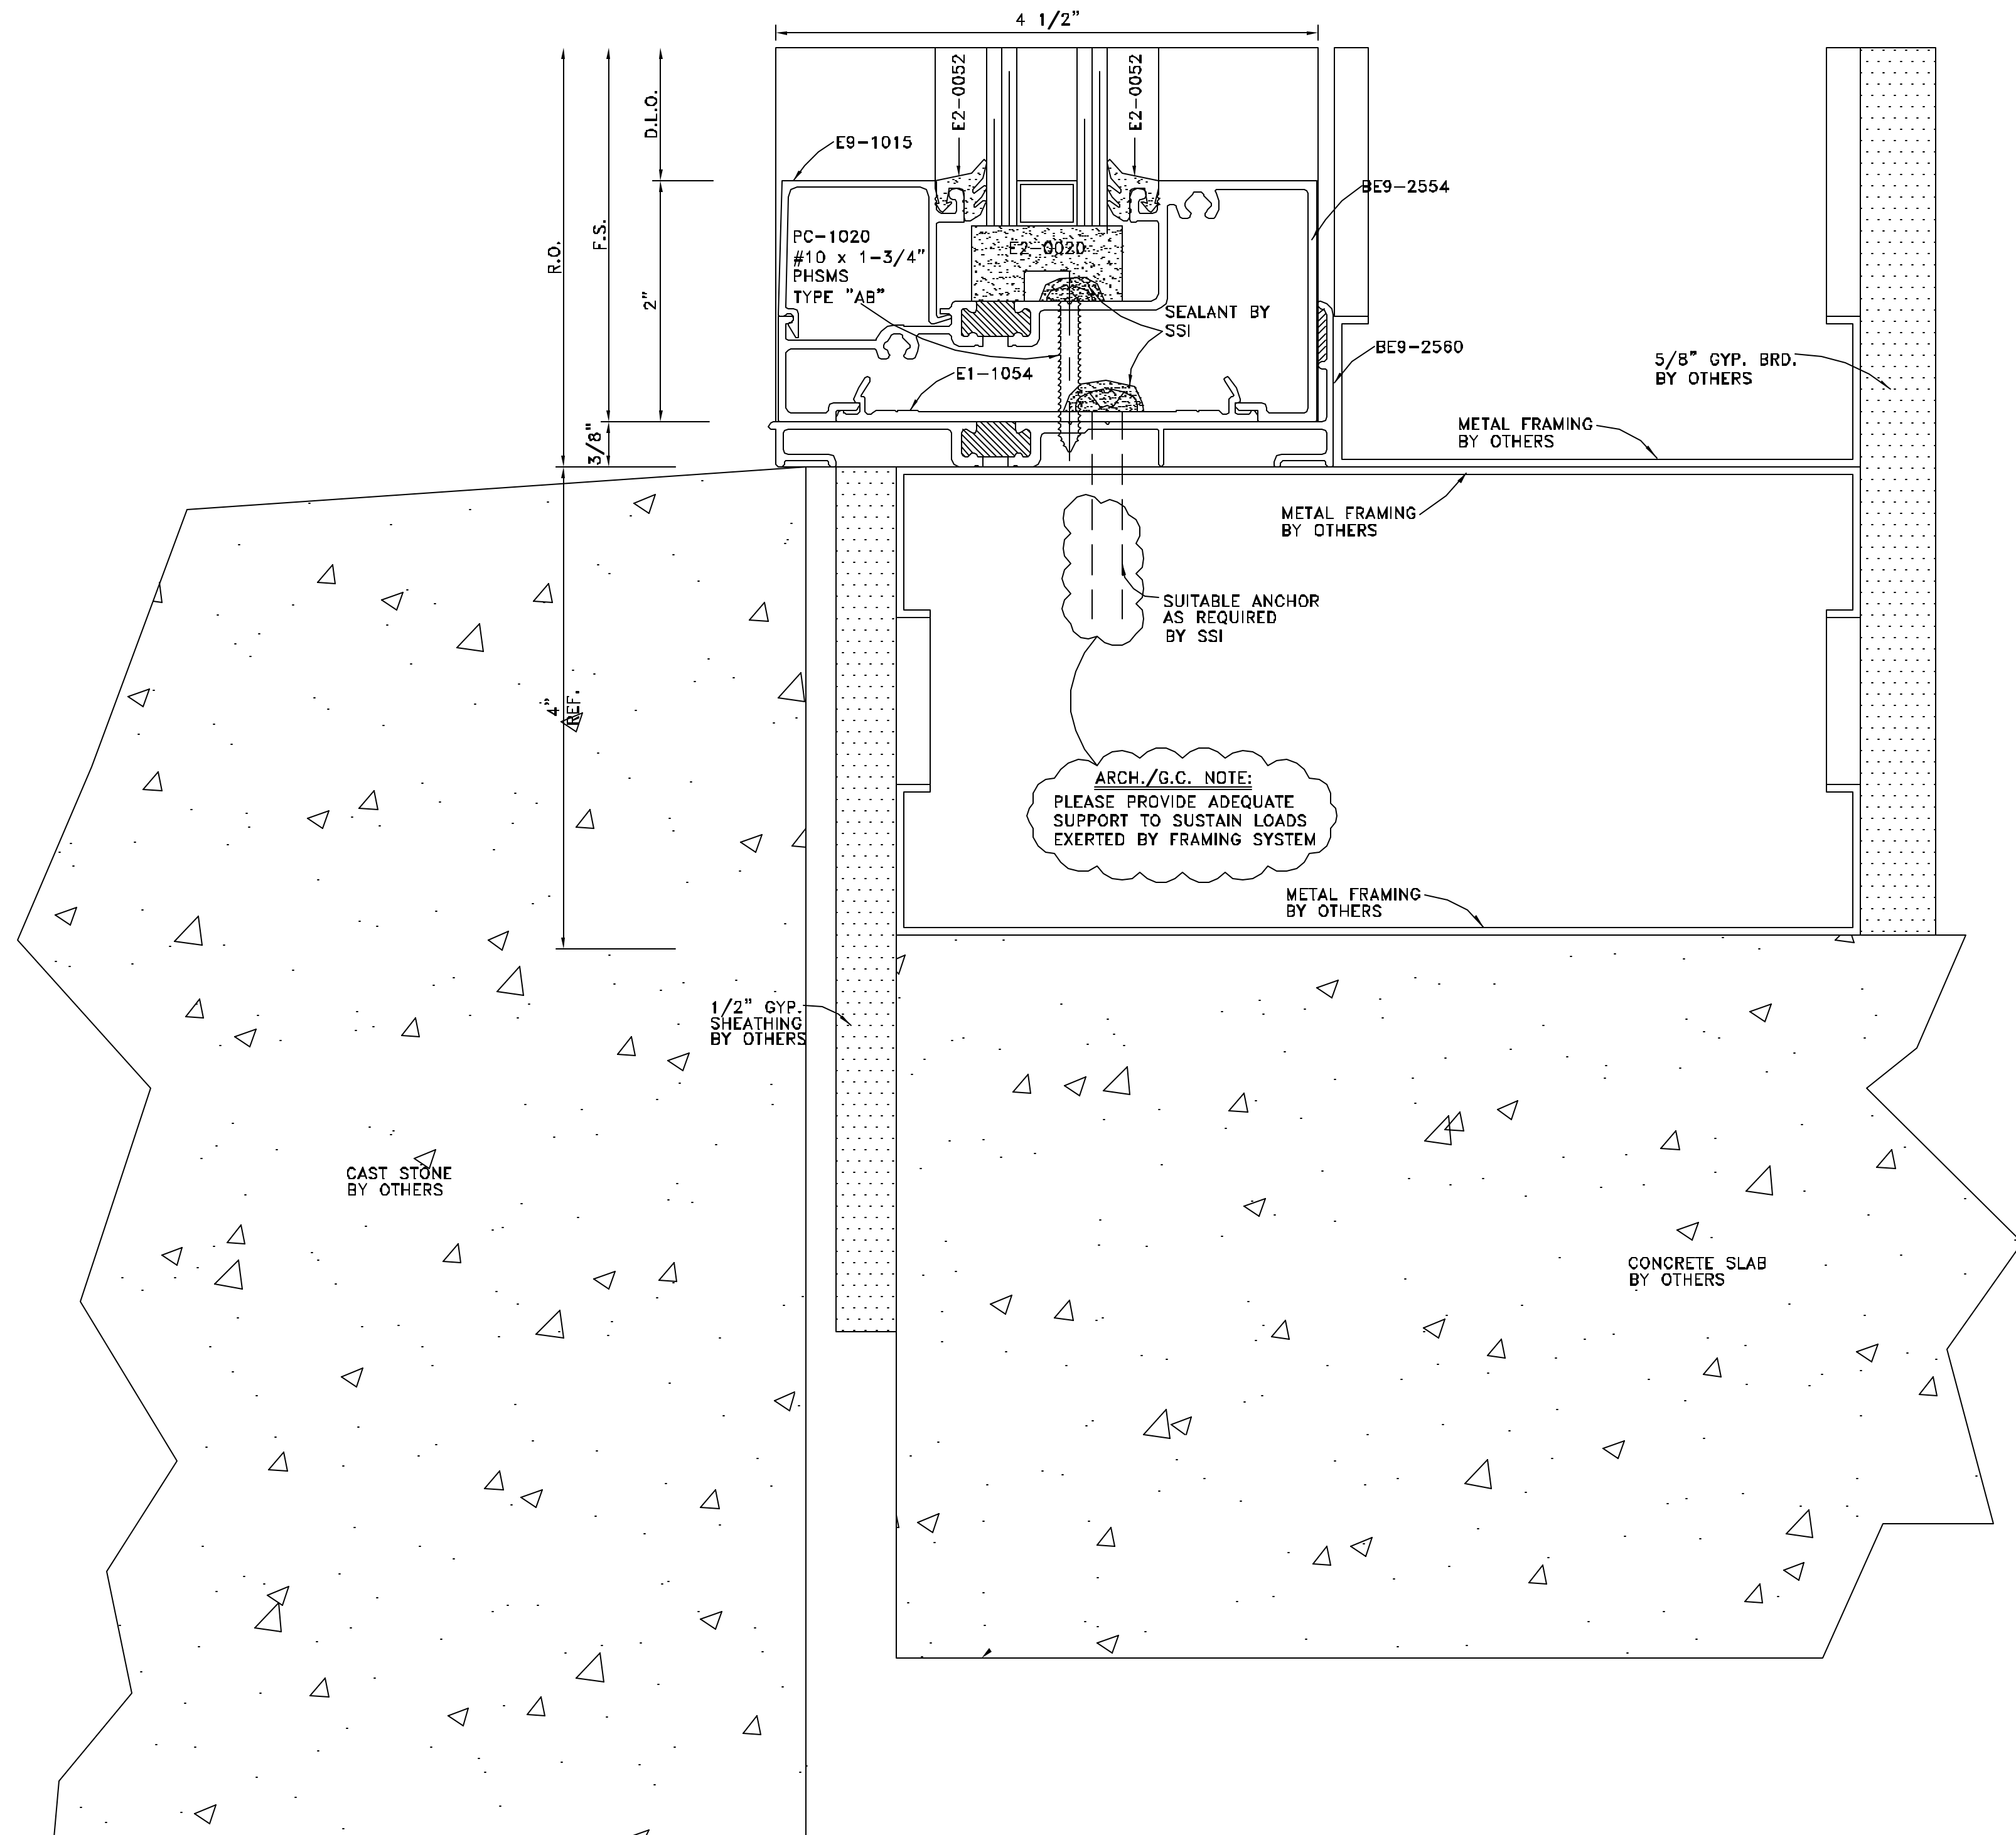 4 1/2"
R.O.
F.S.
D.L.O.
2"
3/8"
4"
REF.
E2-0052
E2-0052
E9-1015
BE9-2554
PC-1020
#10 x 1-3/4"
PHSMS
TYPE "AB"
E2-0020
SEALANT BY
SSI
E1-1054
BE9-2560
5/8" GYP. BRD.
BY OTHERS
METAL FRAMING
BY OTHERS
METAL FRAMING
BY OTHERS
SUITABLE ANCHOR
AS REQUIRED
BY SSI
ARCH./G.C. NOTE:
PLEASE PROVIDE ADEQUATE
SUPPORT TO SUSTAIN LOADS
EXERTED BY FRAMING SYSTEM
METAL FRAMING
BY OTHERS
1/2" GYP.
SHEATHING
BY OTHERS
CAST STONE
BY OTHERS
CONCRETE SLAB
BY OTHERS